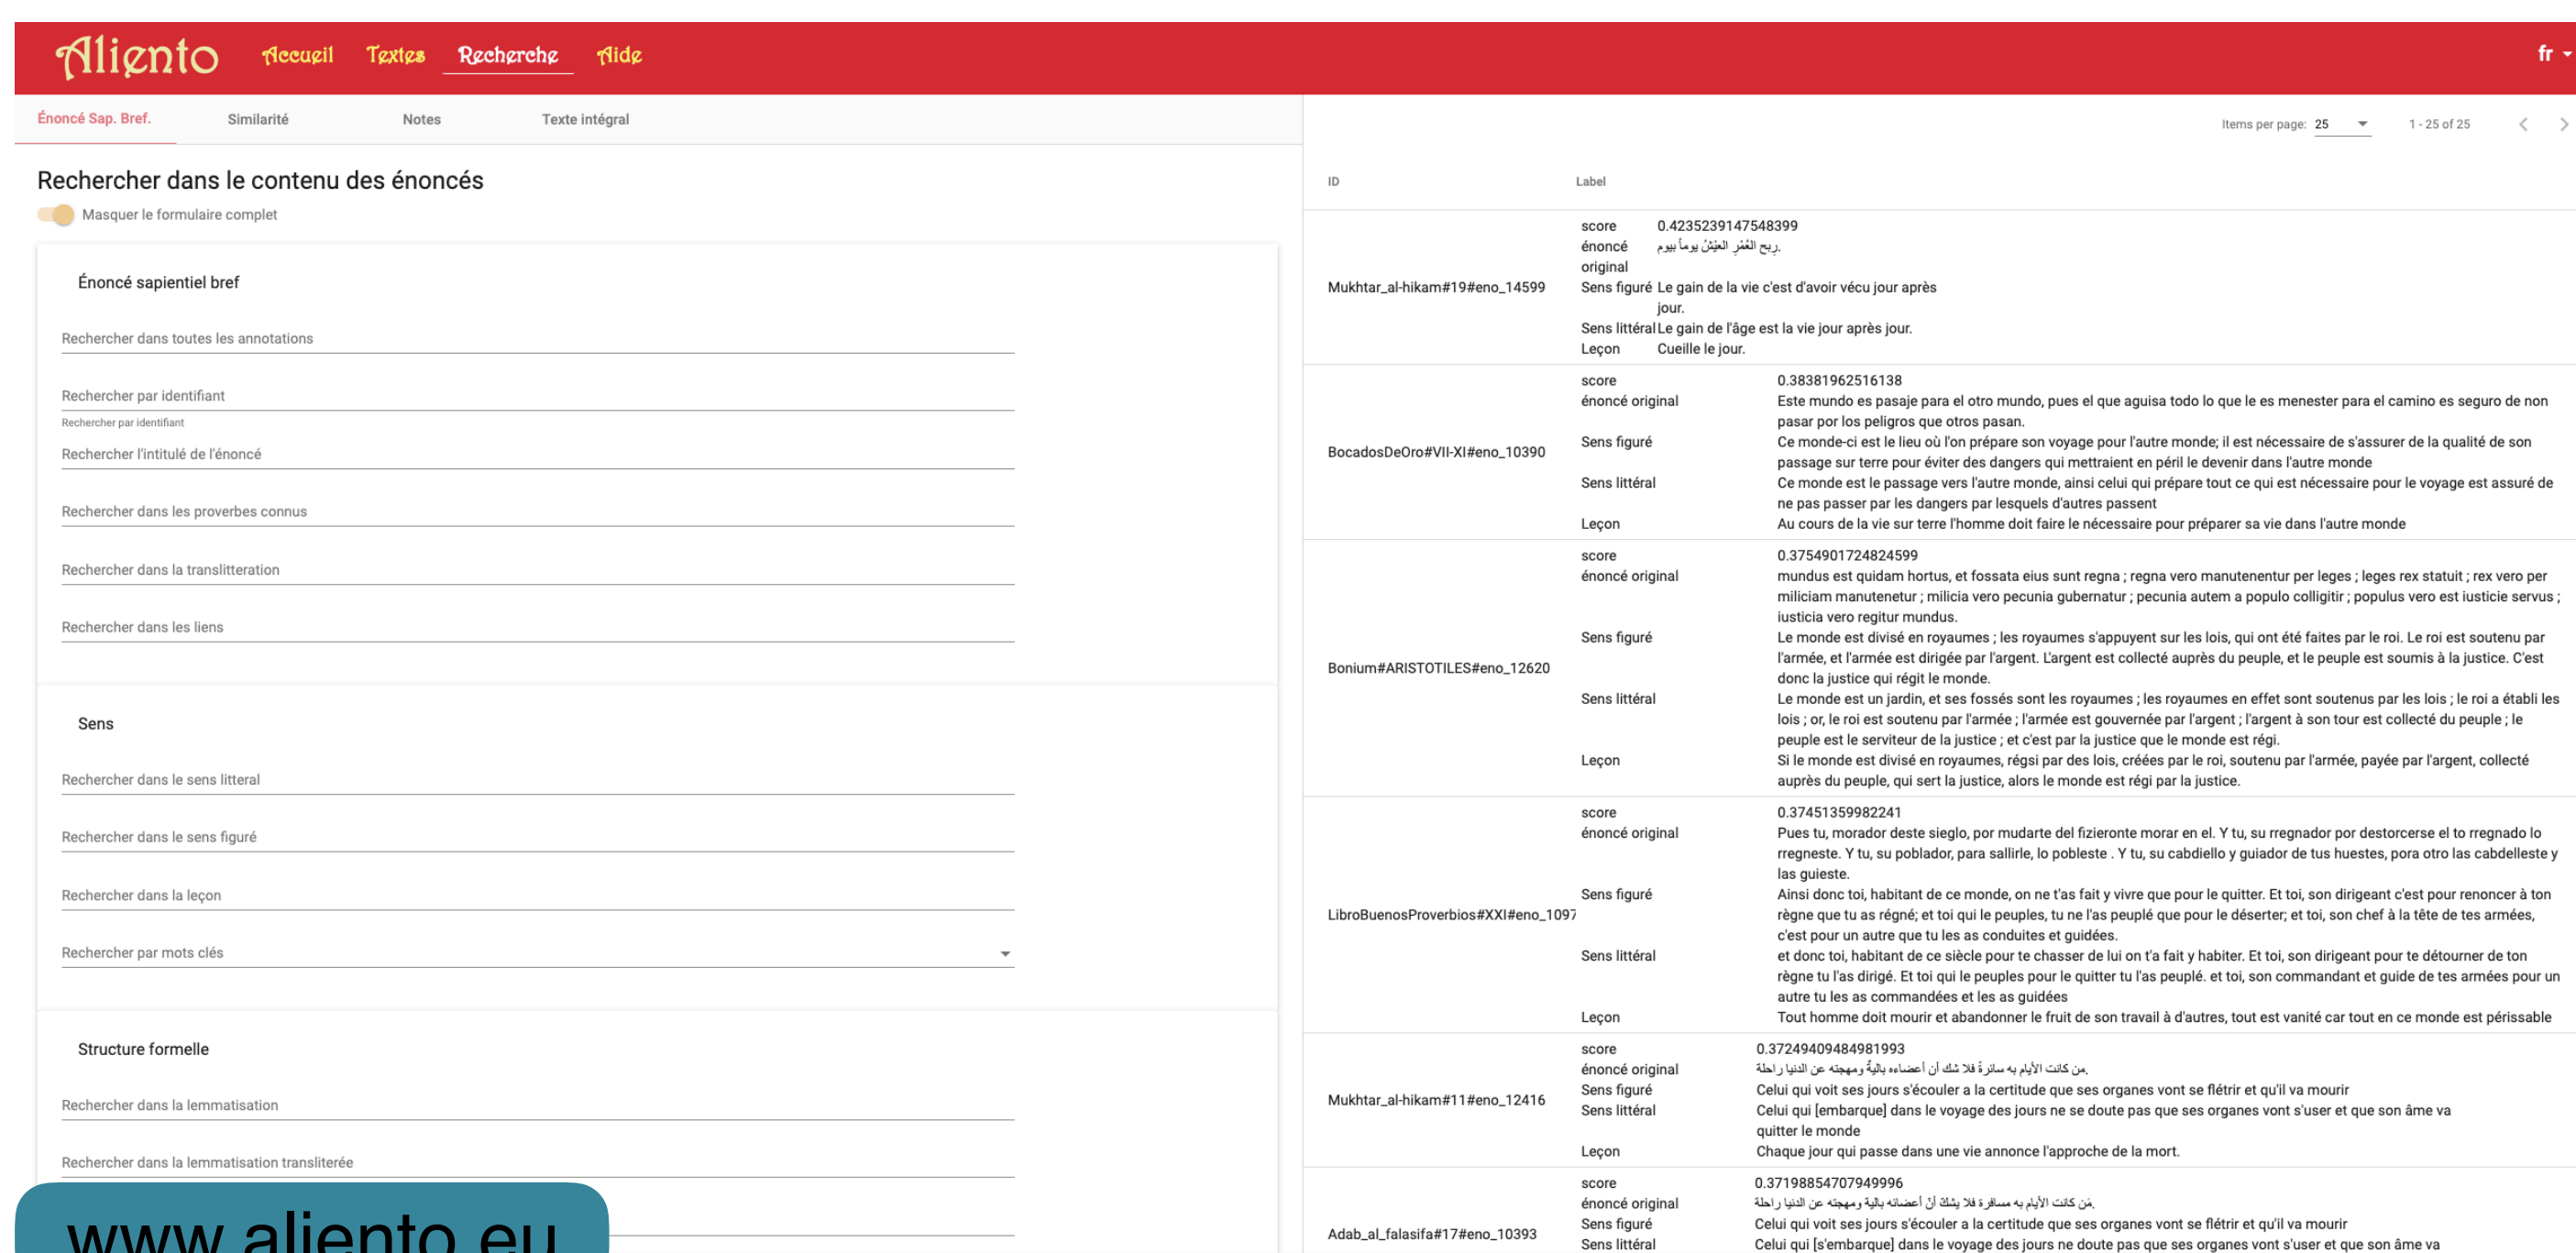 Aliento Accueil Textes Recherche Aide fr
Énoncé Sap. Bref. Similarité Notes Texte intégral
Rechercher dans le contenu des énoncés
Masquer le formulaire complet
Énoncé sapientiel bref
Rechercher dans toutes les annotations
Rechercher par identifiant
Rechercher par identifiant
Rechercher l'intitulé de l'énoncé
Rechercher dans les proverbes connus
Rechercher dans la translitteration
Rechercher dans les liens
Sens
Rechercher dans le sens litteral
Rechercher dans le sens figuré
Rechercher dans la leçon
Rechercher par mots clés
Structure formelle
Rechercher dans la lemmatisation
Rechercher dans la lemmatisation transliterée
www.aliento.eu
Items per page: 25 1 - 25 of 25
ID Label
Mukhtar_al-hikam#19#eno_14599
score 0.4235239147548399
énoncé original ربح العُمْرِ العيْشُ يوماً بيوم.
Sens figuré Le gain de la vie c'est d'avoir vécu jour après
jour.
Sens littéral Le gain de l'âge est la vie jour après jour.
Leçon Cueille le jour.
BocadosDeOro#VII-XI#eno_10390
score 0.38381962516138
énoncé original Este mundo es pasaje para el otro mundo, pues el que aguisa todo lo que le es menester para el camino es seguro de non
pasar por los peligros que otros pasan.
Sens figuré Ce monde-ci est le lieu où l'on prépare son voyage pour l'autre monde; il est nécessaire de s'assurer de la qualité de son
passage sur terre pour éviter des dangers qui mettraient en péril le devenir dans l'autre monde
Sens littéral Ce monde est le passage vers l'autre monde, ainsi celui qui prépare tout ce qui est nécessaire pour le voyage est assuré de
ne pas passer par les dangers par lesquels d'autres passent
Leçon Au cours de la vie sur terre l'homme doit faire le nécessaire pour préparer sa vie dans l'autre monde
Bonium#ARISTOTILES#eno_12620
score 0.3754901724824599
énoncé original mundus est quidam hortus, et fossata eius sunt regna ; regna vero manutenentur per leges ; leges rex statuit ; rex vero per
miliciam manutenetur ; milicia vero pecunia gubernatur ; pecunia autem a populo colligitir ; populus vero est iusticie servus ;
iusticia vero regitur mundus.
Sens figuré Le monde est divisé en royaumes ; les royaumes s'appuyent sur les lois, qui ont été faites par le roi. Le roi est soutenu par
l'armée, et l'armée est dirigée par l'argent. L'argent est collecté auprès du peuple, et le peuple est soumis à la justice. C'est
donc la justice qui régit le monde.
Sens littéral Le monde est un jardin, et ses fossés sont les royaumes ; les royaumes en effet sont soutenus par les lois ; le roi a établi les
lois ; or, le roi est soutenu par l'armée ; l'armée est gouvernée par l'argent ; l'argent à son tour est collecté du peuple ; le
peuple est le serviteur de la justice ; et c'est par la justice que le monde est régi.
Leçon Si le monde est divisé en royaumes, régsi par des lois, créées par le roi, soutenu par l'armée, payée par l'argent, collecté
auprès du peuple, qui sert la justice, alors le monde est régi par la justice.
LibroBuenosProverbios#XXI#eno_1097
score 0.37451359982241
énoncé original Pues tu, morador deste sieglo, por mudarte del fizieronte morar en el. Y tu, su rregnador por destorcerse el to rregnado lo
rregneste. Y tu, su poblador, para sallirle, lo pobleste . Y tu, su cabdiello y guiador de tus huestes, pora otro las cabdelleste y
las guieste.
Sens figuré Ainsi donc toi, habitant de ce monde, on ne t'as fait y vivre que pour le quitter. Et toi, son dirigeant c'est pour renoncer à ton
règne que tu as régné; et toi qui le peuples, tu ne l'as peuplé que pour le déserter; et toi, son chef à la tête de tes armées,
c'est pour un autre que tu les as conduites et guidées.
Sens littéral et donc toi, habitant de ce siècle pour te chasser de lui on t'a fait y habiter. Et toi, son dirigeant pour te détourner de ton
règne tu l'as dirigé. Et toi qui le peuples pour le quitter tu l'as peuplé. et toi, son commandant et guide de tes armées pour un
autre tu les as commandées et les as guidées
Leçon Tout homme doit mourir et abandonner le fruit de son travail à d'autres, tout est vanité car tout en ce monde est périssable
Mukhtar_al-hikam#11#eno_12416
score 0.37249409484981993
énoncé original من كانت الأيام به سائرةً فلا شك أن أعضاءه باليةٌ ومهجته عن الدنيا راحلة.
Sens figuré Celui qui voit ses jours s'écouler a la certitude que ses organes vont se flétrir et qu'il va mourir
Sens littéral Celui qui [embarque] dans le voyage des jours ne se doute pas que ses organes vont s'user et que son âme va
quitter le monde
Leçon Chaque jour qui passe dans une vie annonce l'approche de la mort.
Adab_al_falasifa#17#eno_10393
score 0.37198854707949996
énoncé original مَن كانت الأيام به مسافرة فلا يشكّ أنّ أعضائه بالية ومهجته عن الدنيا راحلة.
Sens figuré Celui qui voit ses jours s'écouler a la certitude que ses organes vont se flétrir et qu'il va mourir
Sens littéral Celui qui [s'embarque] dans le voyage des jours ne doute pas que ses organes vont s'user et que son âme va